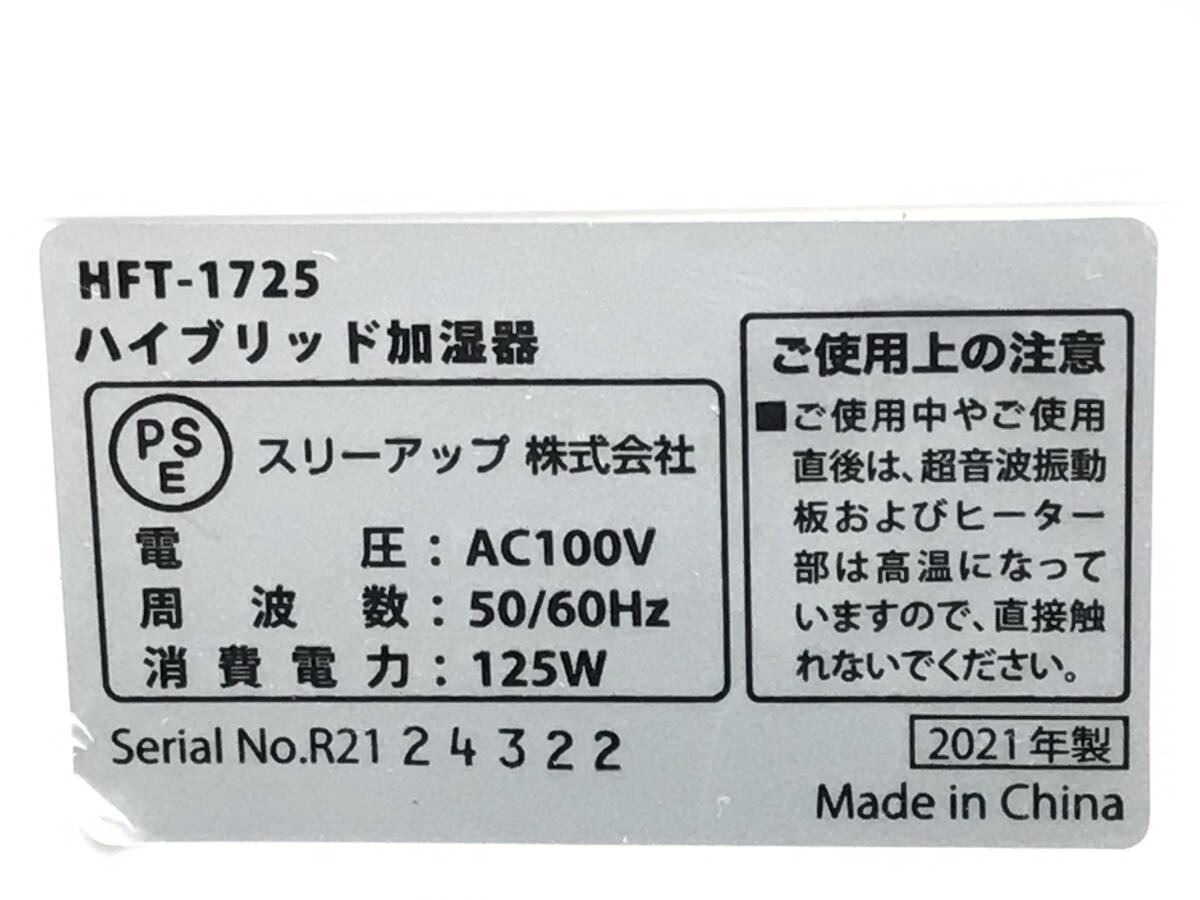 HFT-1725
ハイブリッド加湿器
PS
E
スリーアップ 株式会社
電 圧 : AC100V
周 波 数 : 50/60Hz
消 費 電 力 : 125W
Serial No.R21 2 4 3 2 2
ご使用上の注意
■ご使用中やご使用
直後は、超音波振動
板およびヒーター
部は高温になって
いますので、直接触
れないでください。
2021年製
Made in China